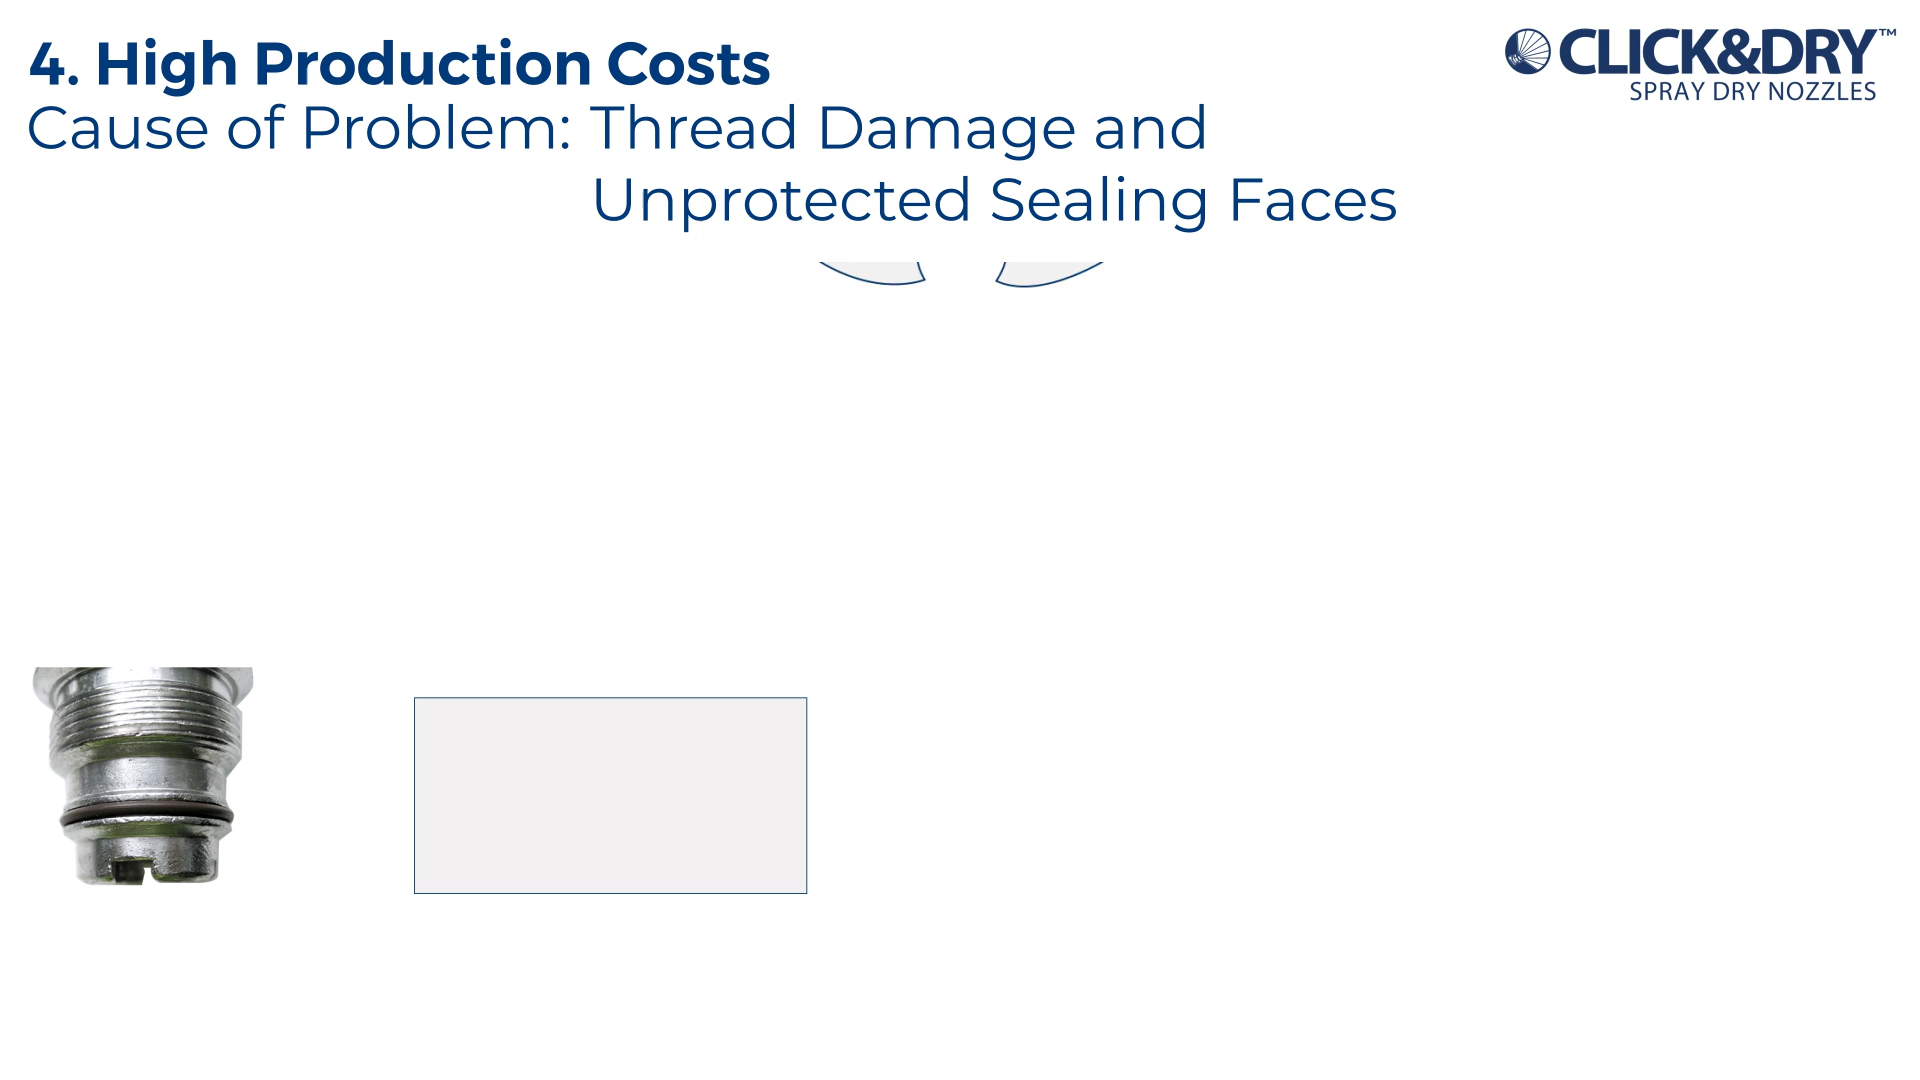 4. High Production Costs
Cause of Problem: Thread Damage and
Unprotected Sealing Faces
CLICK&DRY™
SPRAY DRY NOZZLES